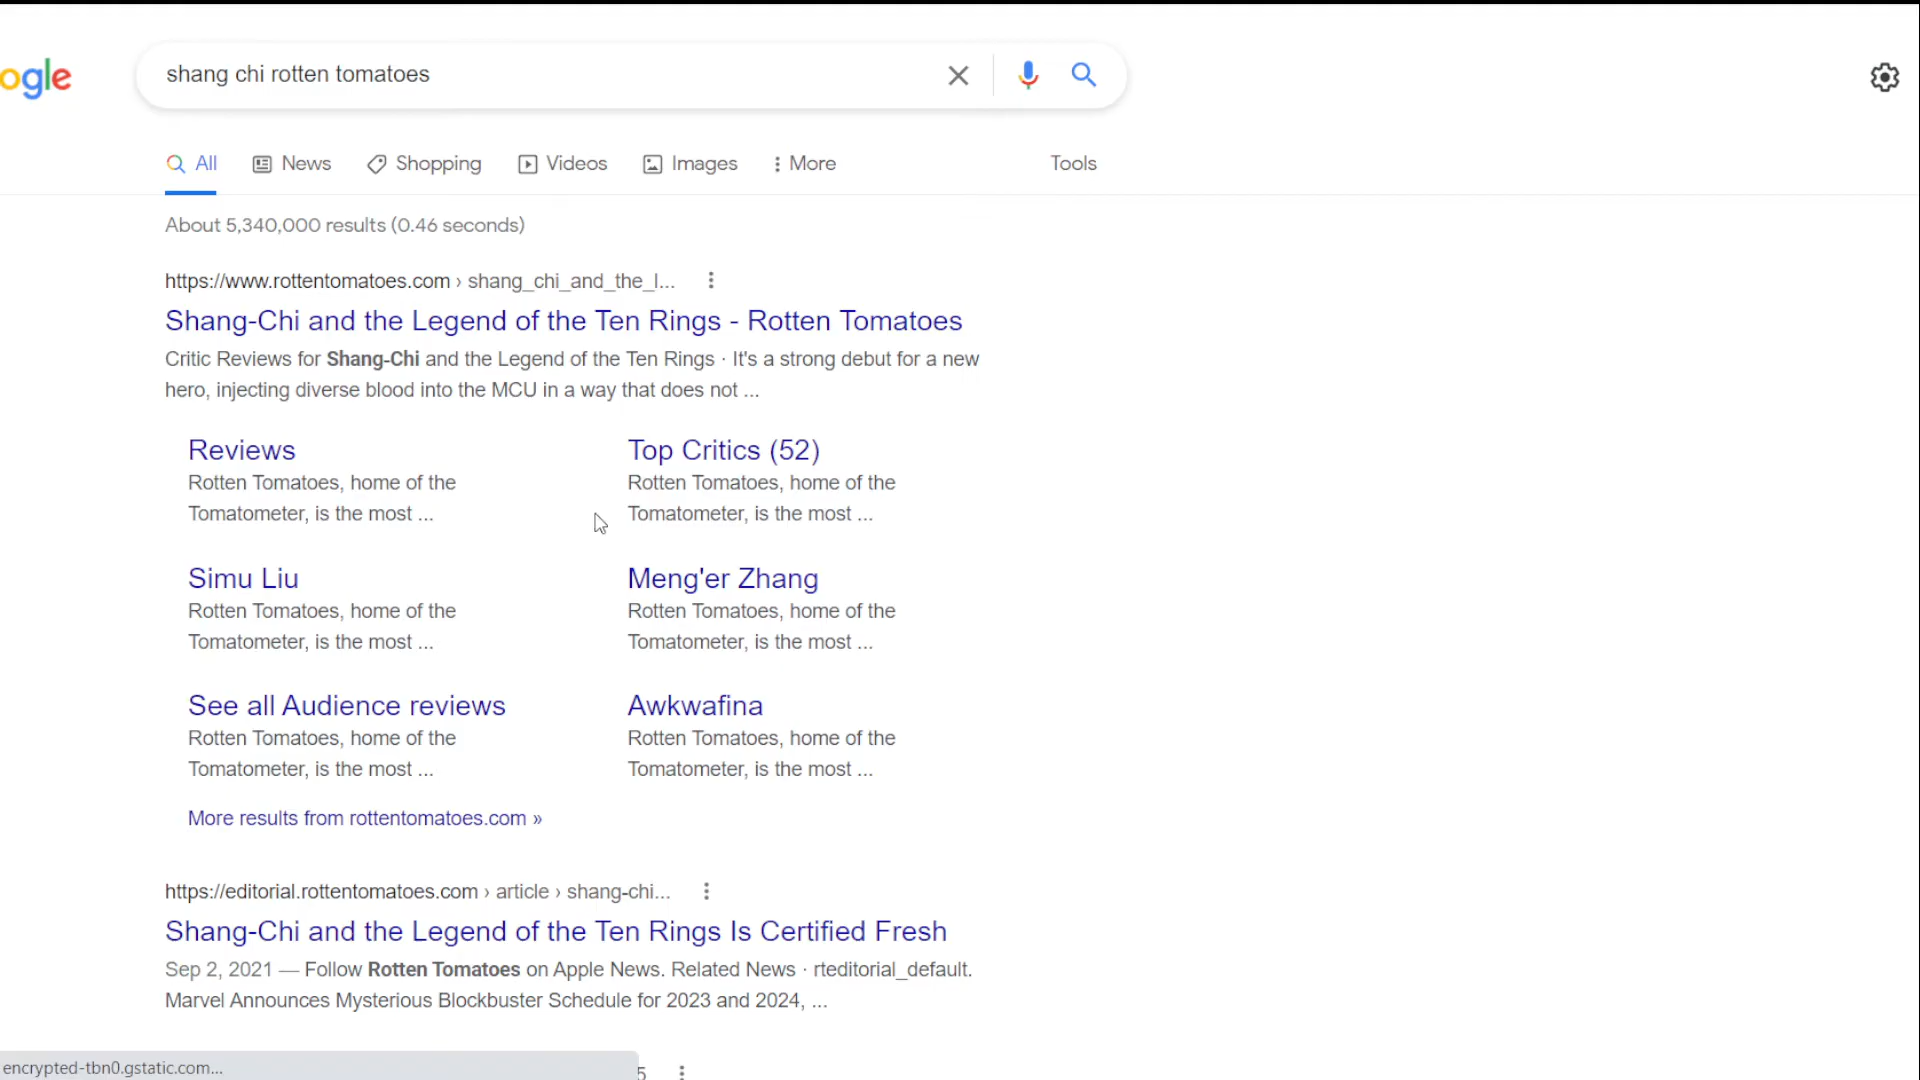 ogle
shang chi rotten tomatoes
All News Shopping Videos Images More Tools
About 5,340,000 results (0.46 seconds)
https://www.rottentomatoes.com › shang_chi_and_the_l...
Shang-Chi and the Legend of the Ten Rings - Rotten Tomatoes
Critic Reviews for Shang-Chi and the Legend of the Ten Rings · It's a strong debut for a new
hero, injecting diverse blood into the MCU in a way that does not ...
Reviews
Rotten Tomatoes, home of the
Tomatometer, is the most ...
Top Critics (52)
Rotten Tomatoes, home of the
Tomatometer, is the most ...
Simu Liu
Rotten Tomatoes, home of the
Tomatometer, is the most ...
Meng'er Zhang
Rotten Tomatoes, home of the
Tomatometer, is the most ...
See all Audience reviews
Rotten Tomatoes, home of the
Tomatometer, is the most ...
Awkwafina
Rotten Tomatoes, home of the
Tomatometer, is the most ...
More results from rottentomatoes.com »
https://editorial.rottentomatoes.com › article › shang-chi...
Shang-Chi and the Legend of the Ten Rings Is Certified Fresh
Sep 2, 2021 — Follow Rotten Tomatoes on Apple News. Related News · rteditorial_default.
Marvel Announces Mysterious Blockbuster Schedule for 2023 and 2024, ...
encrypted-tbn0.gstatic.com...